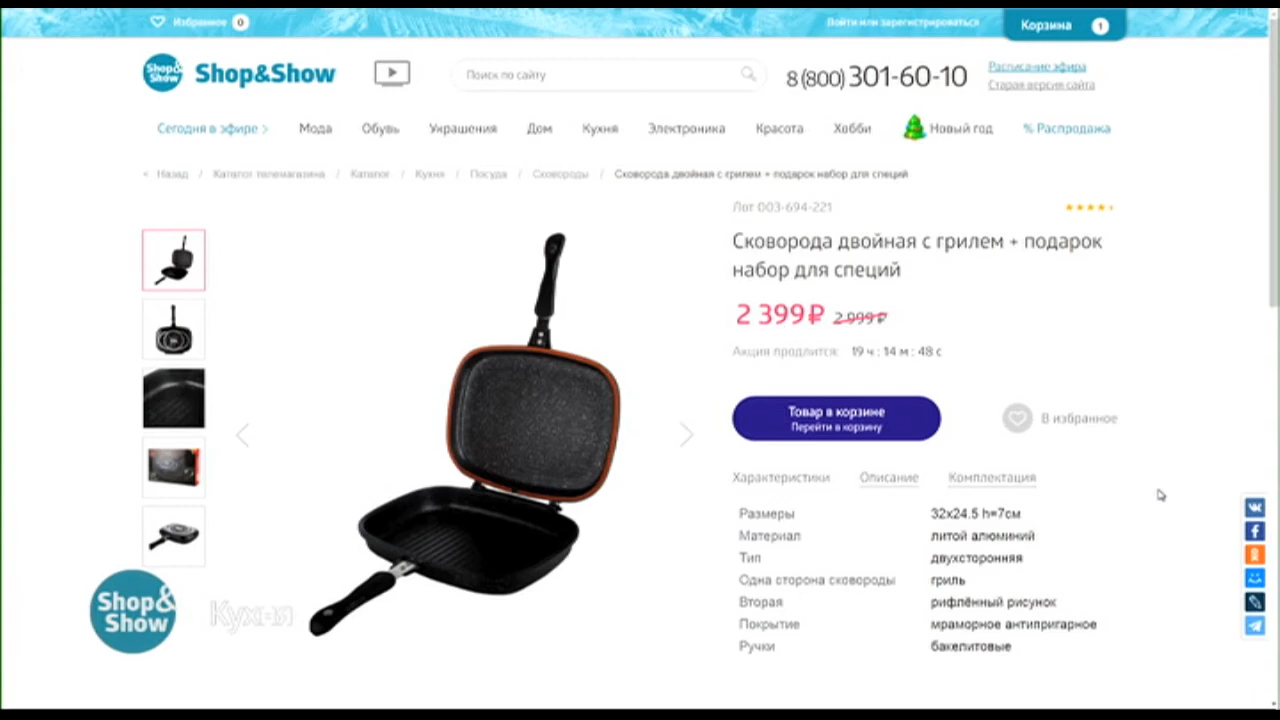 Избранное 0
Войти или зарегистрироваться
Корзина 1
Shop&
Show
Shop&Show
Поиск по сайту
8 (800) 301-60-10
Расписание эфира
Старая версия сайта
Сегодня в эфире >
Мода
Обувь
Украшения
Дом
Кухня
Электроника
Красота
Хобби
Новый год
% Распродажа
< Назад / Каталог телемагазина / Каталог / Кухня / Посуда / Сковороды / Сковорода двойная с грилем + подарок набор для специй
Лот 003-694-221
Сковорода двойная с грилем + подарок
набор для специй
2 399 ₽ 2 999 ₽
Акция продлится: 19 ч : 14 м : 48 с
Товар в корзине
Перейти в корзину
В избранное
Характеристики Описание Комплектация
Размеры 32x24.5 h=7см
Материал литой алюминий
Тип двухсторонняя
Одна сторона сковороды гриль
Вторая рифлёный рисунок
Покрытие мраморное антипригарное
Ручки бакелитовые
Shop&
Show
Кухня